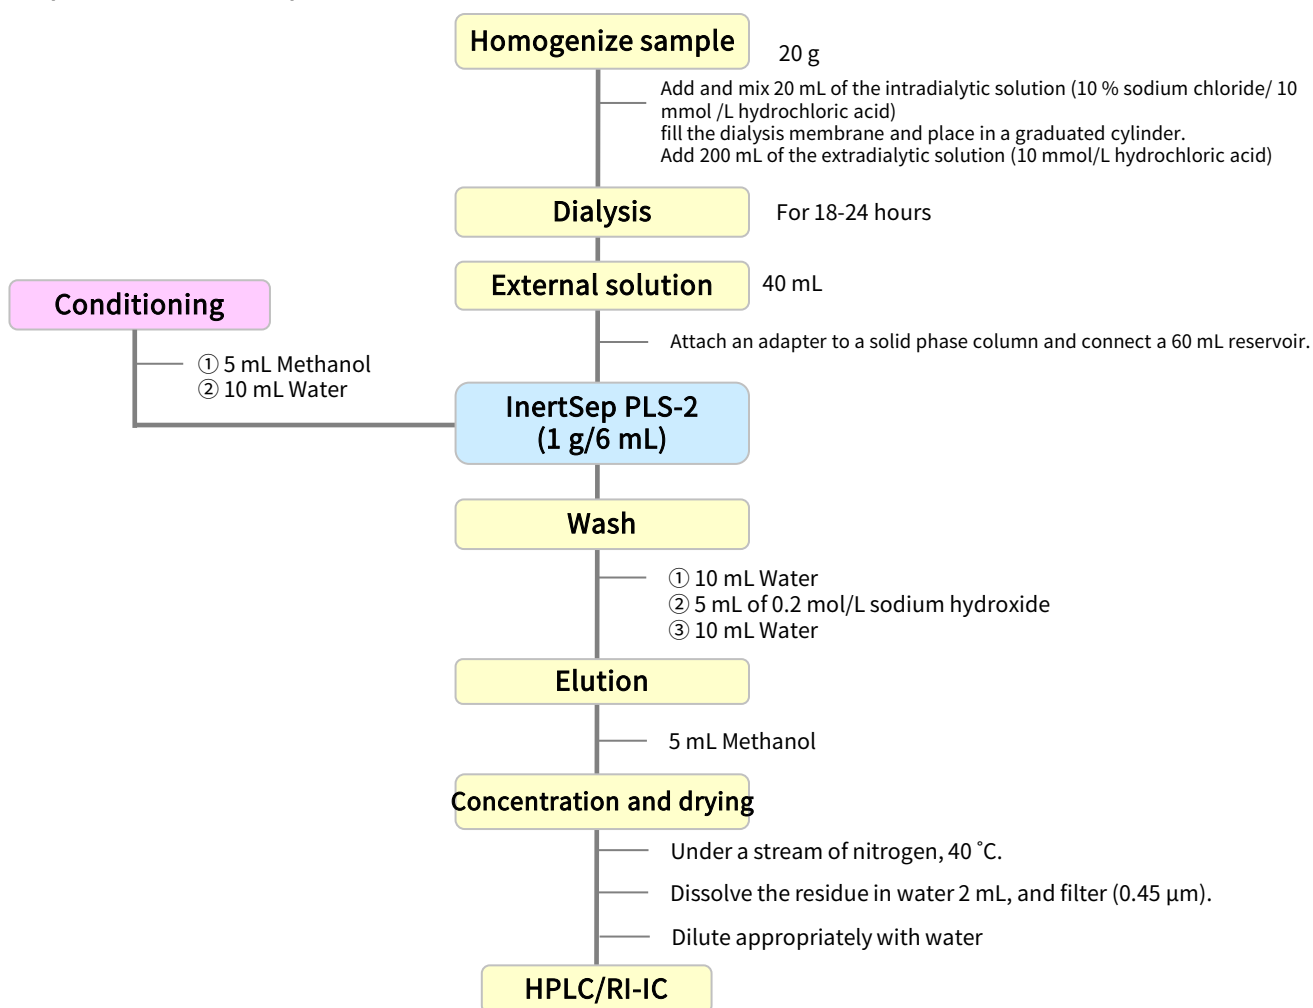 Homogenize sample
20 g
Add and mix 20 mL of the intradialytic solution (10 % sodium chloride/ 10
mmol /L hydrochloric acid)
fill the dialysis membrane and place in a graduated cylinder.
Add 200 mL of the extradialytic solution (10 mmol/L hydrochloric acid)
Dialysis
For 18-24 hours
External solution
40 mL
Attach an adapter to a solid phase column and connect a 60 mL reservoir.
Conditioning
① 5 mL Methanol
② 10 mL Water
InertSep PLS-2
(1 g/6 mL)
Wash
① 10 mL Water
② 5 mL of 0.2 mol/L sodium hydroxide
③ 10 mL Water
Elution
5 mL Methanol
Concentration and drying
Under a stream of nitrogen, 40 ˚C.
Dissolve the residue in water 2 mL, and filter (0.45 µm).
Dilute appropriately with water
HPLC/RI-IC